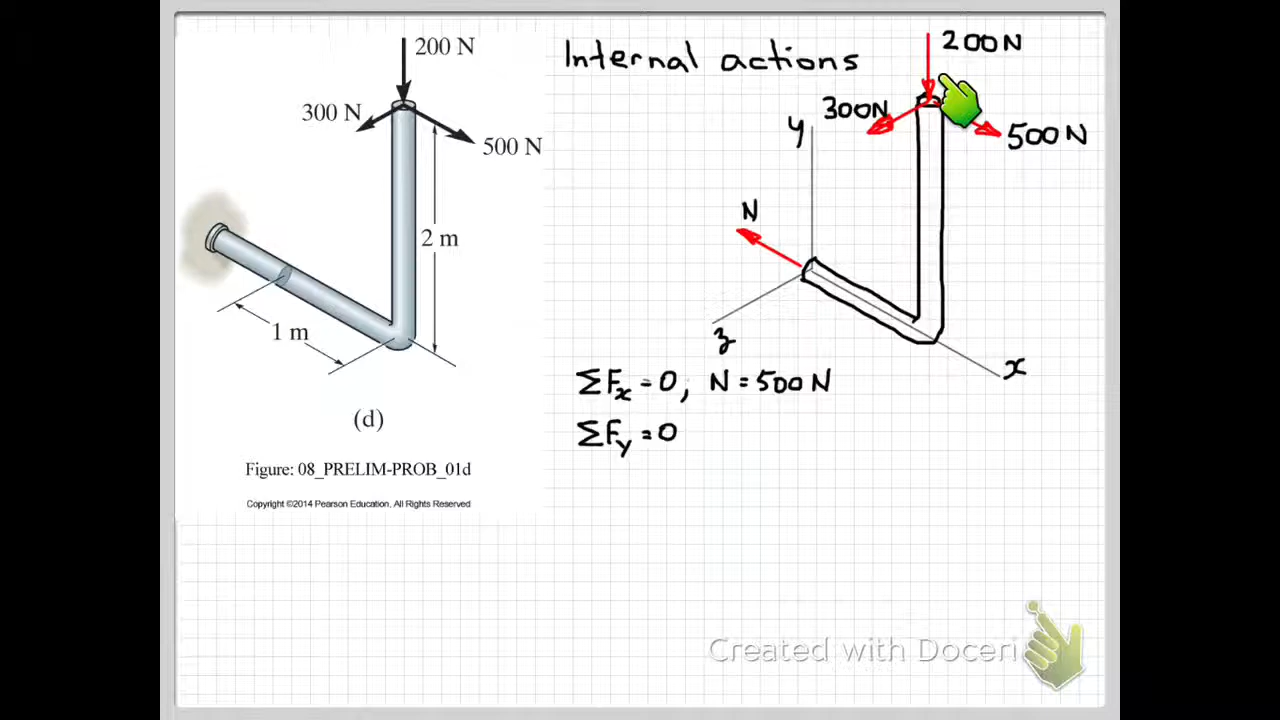 200 N
300 N
500 N
2 m
1 m
(d)
Figure: 08_PRELIM-PROB_01d
Copyright ©2014 Pearson Education, All Rights Reserved
Internal actions
200N
300N
500N
y
N
z
x
ΣFx = 0, N = 500 N
ΣFy = 0
Created with Doceri